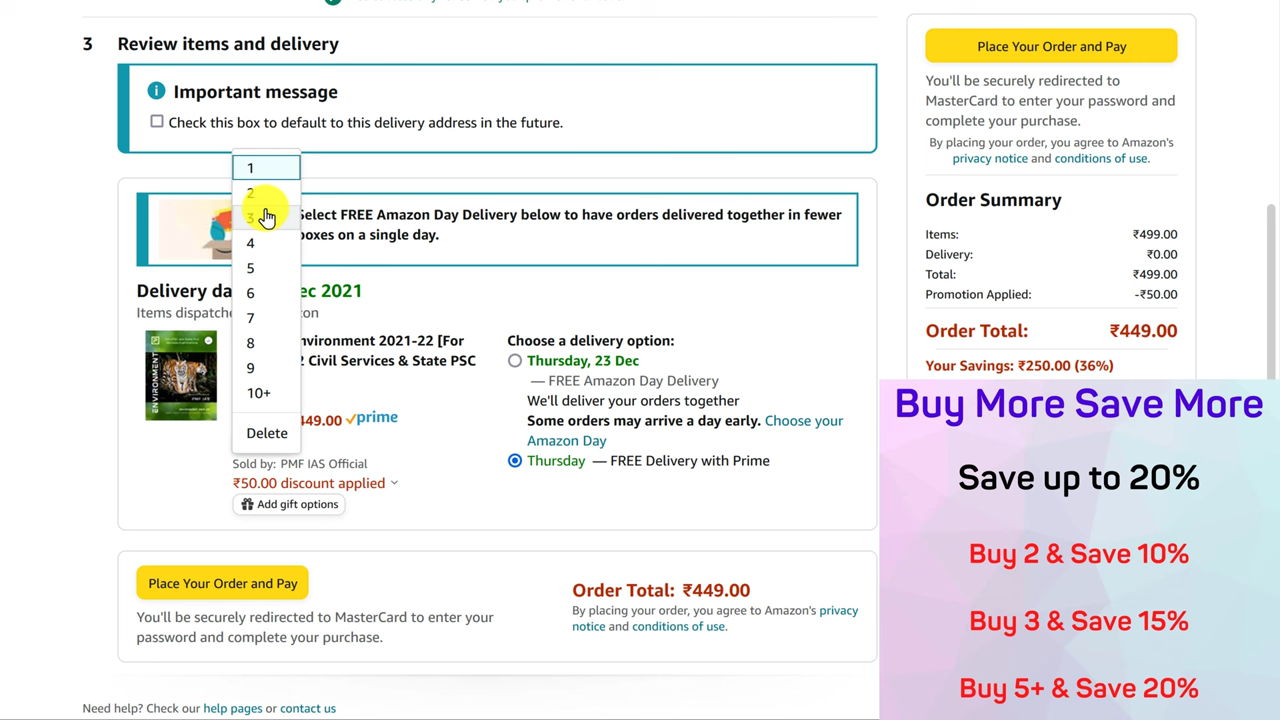 3 Review items and delivery
Important message
Check this box to default to this delivery address in the future.
1
2
3
4
5
6
7
8
9
10+
Delete
Select FREE Amazon Day Delivery below to have orders delivered together in fewer
boxes on a single day.
Delivery da
ec 2021
Items dispatche
on
nvironment 2021-22 [For
Civil Services & State PSC
49.00 prime
Sold by: PMF IAS Official
₹50.00 discount applied
Add gift options
Choose a delivery option:
Thursday, 23 Dec
— FREE Amazon Day Delivery
We'll deliver your orders together
Some orders may arrive a day early. Choose your
Amazon Day
Thursday — FREE Delivery with Prime
ENVIRONMENT
Place Your Order and Pay
You'll be securely redirected to MasterCard to enter your
password and complete your purchase.
Order Total: ₹449.00
By placing your order, you agree to Amazon's privacy
notice and conditions of use.
Need help? Check our help pages or contact us
Place Your Order and Pay
You'll be securely redirected to
MasterCard to enter your password and
complete your purchase.
By placing your order, you agree to Amazon's
privacy notice and conditions of use.
Order Summary
Items: ₹499.00
Delivery: ₹0.00
Total: ₹499.00
Promotion Applied: -₹50.00
Order Total: ₹449.00
Your Savings: ₹250.00 (36%)
Buy More Save More
Save up to 20%
Buy 2 & Save 10%
Buy 3 & Save 15%
Buy 5+ & Save 20%